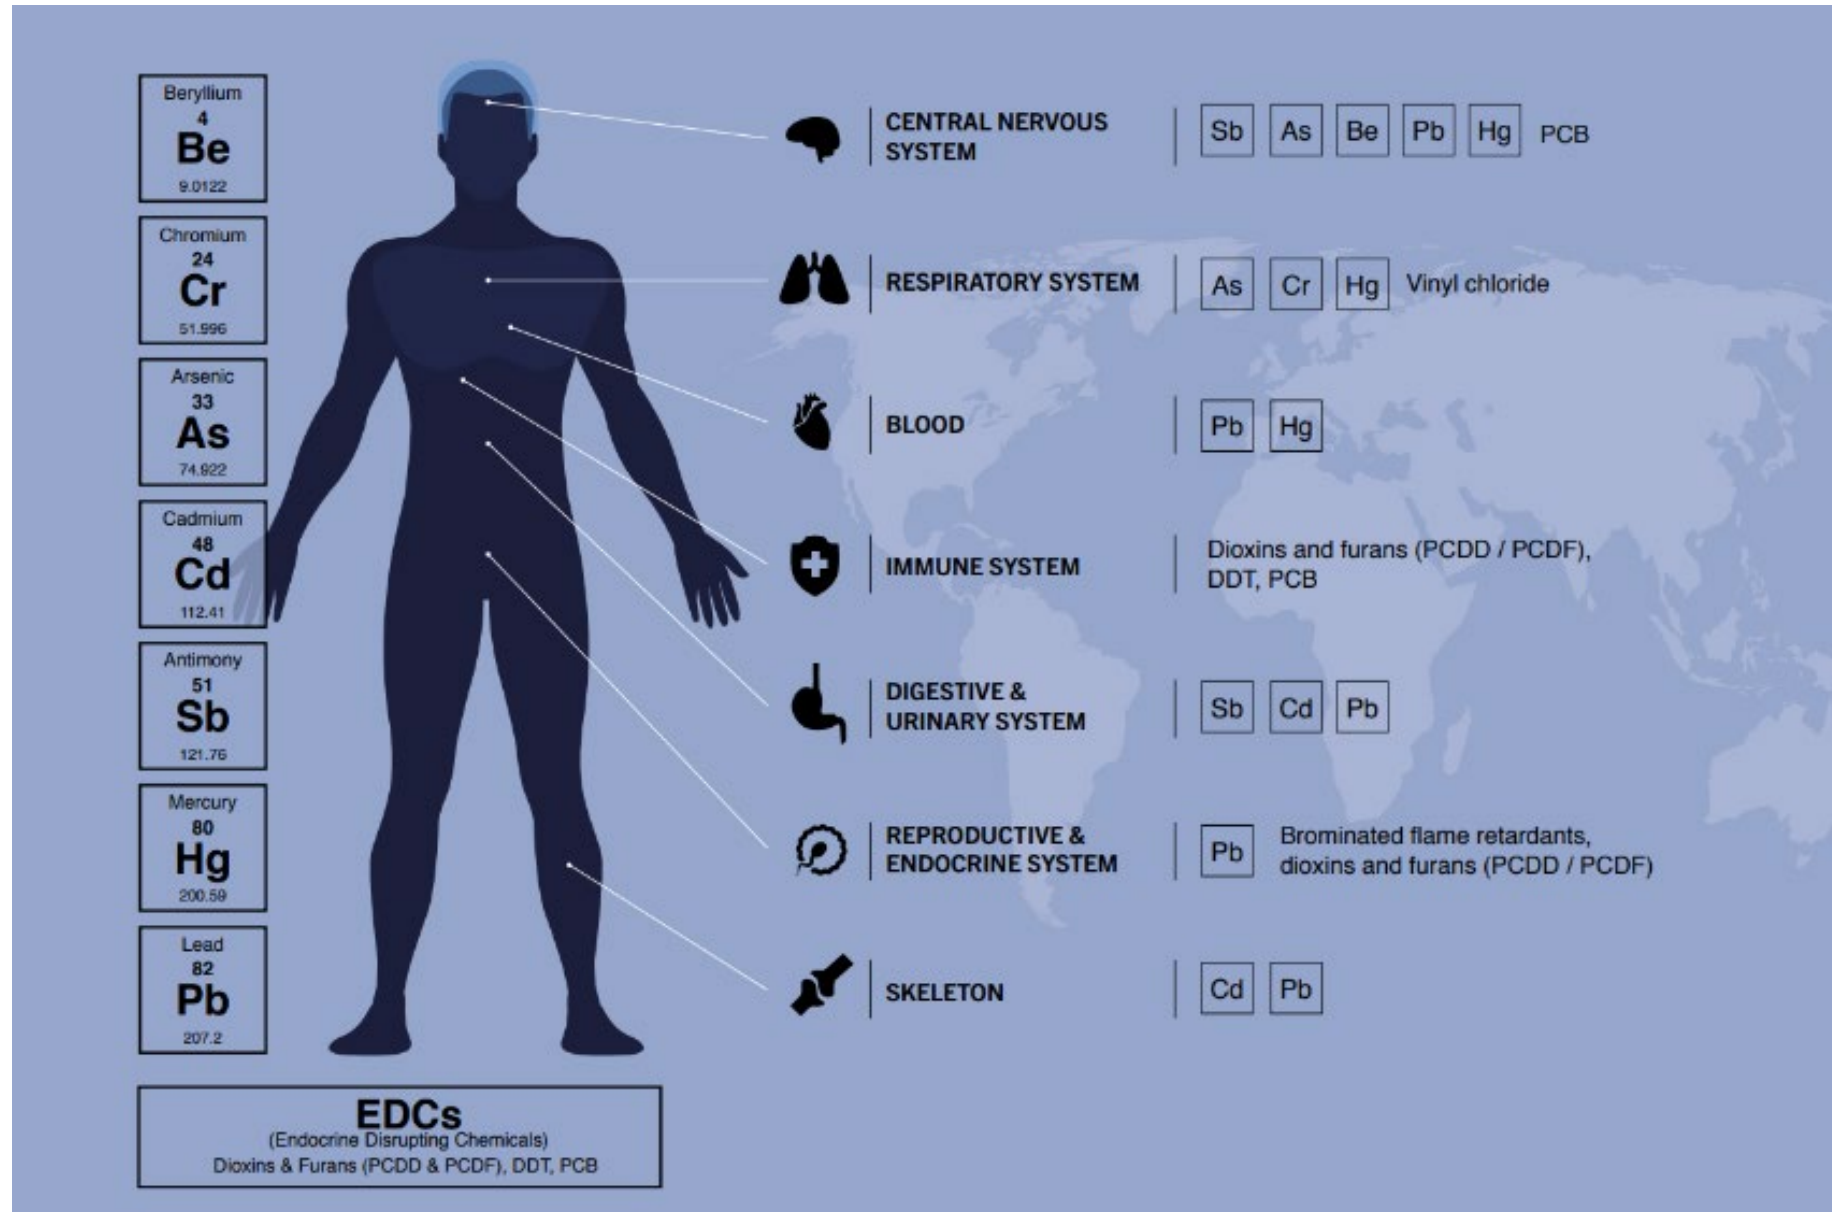 Beryllium
4
Be
9.0122
Chromium
24
Cr
51.996
Arsenic
33
As
74.922
Cadmium
48
Cd
112.41
Antimony
51
Sb
121.76
Mercury
80
Hg
200.59
Lead
82
Pb
207.2
EDCs
(Endocrine Disrupting Chemicals)
Dioxins & Furans (PCDD & PCDF), DDT, PCB
CENTRAL NERVOUS
SYSTEM
Sb As Be Pb Hg PCB
RESPIRATORY SYSTEM
As Cr Hg Vinyl chloride
BLOOD
Pb Hg
IMMUNE SYSTEM
Dioxins and furans (PCDD / PCDF),
DDT, PCB
DIGESTIVE &
URINARY SYSTEM
Sb Cd Pb
REPRODUCTIVE &
ENDOCRINE SYSTEM
Pb
Brominated flame retardants,
dioxins and furans (PCDD / PCDF)
SKELETON
Cd Pb